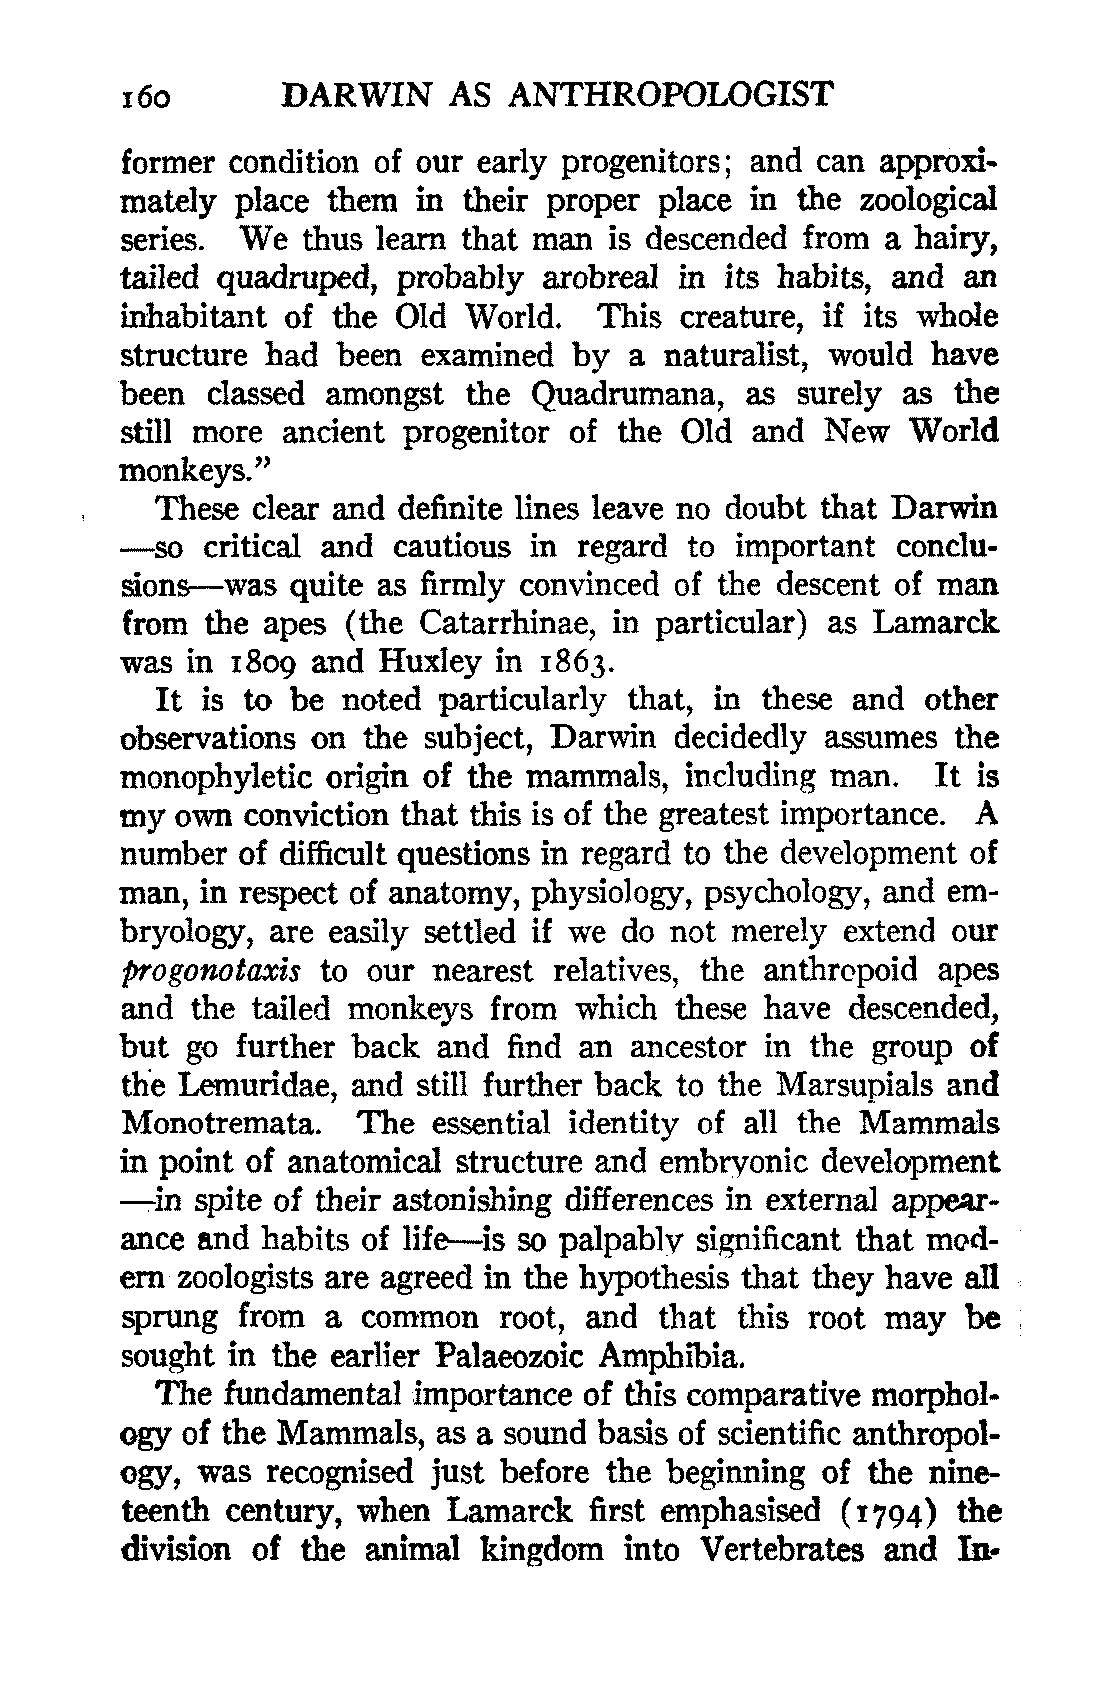 160 DARWIN AS ANTHROPOLOGIST
former condition of our early progenitors; and can approxi-
mately place them in their proper place in the zoological
series. We thus learn that man is descended from a hairy,
tailed quadruped, probably arobreal in its habits, and an
inhabitant of the Old World. This creature, if its whole
structure had been examined by a naturalist, would have
been classed amongst the Quadrumana, as surely as the
still more ancient progenitor of the Old and New World
monkeys.”
These clear and definite lines leave no doubt that Darwin
—so critical and cautious in regard to important conclu-
sions—was quite as firmly convinced of the descent of man
from the apes (the Catarrhinae, in particular) as Lamarck
was in 1809 and Huxley in 1863.
It is to be noted particularly that, in these and other
observations on the subject, Darwin decidedly assumes the
monophyletic origin of the mammals, including man. It is
my own conviction that this is of the greatest importance. A
number of difficult questions in regard to the development of
man, in respect of anatomy, physiology, psychology, and em-
bryology, are easily settled if we do not merely extend our
progonotaxis to our nearest relatives, the anthropoid apes
and the tailed monkeys from which these have descended,
but go further back and find an ancestor in the group of
the Lemuridae, and still further back to the Marsupials and
Monotremata. The essential identity of all the Mammals
in point of anatomical structure and embryonic development
—in spite of their astonishing differences in external appear-
ance and habits of life—is so palpably significant that mod-
ern zoologists are agreed in the hypothesis that they have all
sprung from a common root, and that this root may be
sought in the earlier Palaeozoic Amphibia.
The fundamental importance of this comparative morphol-
ogy of the Mammals, as a sound basis of scientific anthropol-
ogy, was recognised just before the beginning of the nine-
teenth century, when Lamarck first emphasised (1794) the
division of the animal kingdom into Vertebrates and In-